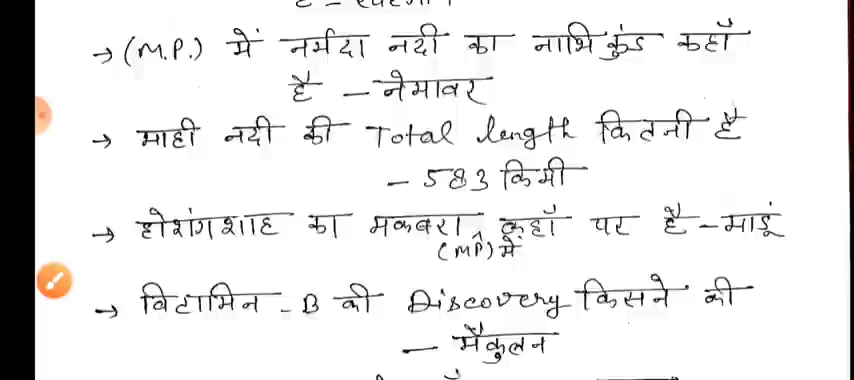 है -
→ (M.P.) में नर्मदा नदी का नाभि कुंड कहाँ
है - नेमावर
→ माही नदी की Total length कितनी है
- 583 किमी
→ होशंगशाह का मकबरा ^ कहाँ पर है - माडूं
(MP) में
→ विटामिन - B की Discovery किसने की
- मैकुलन